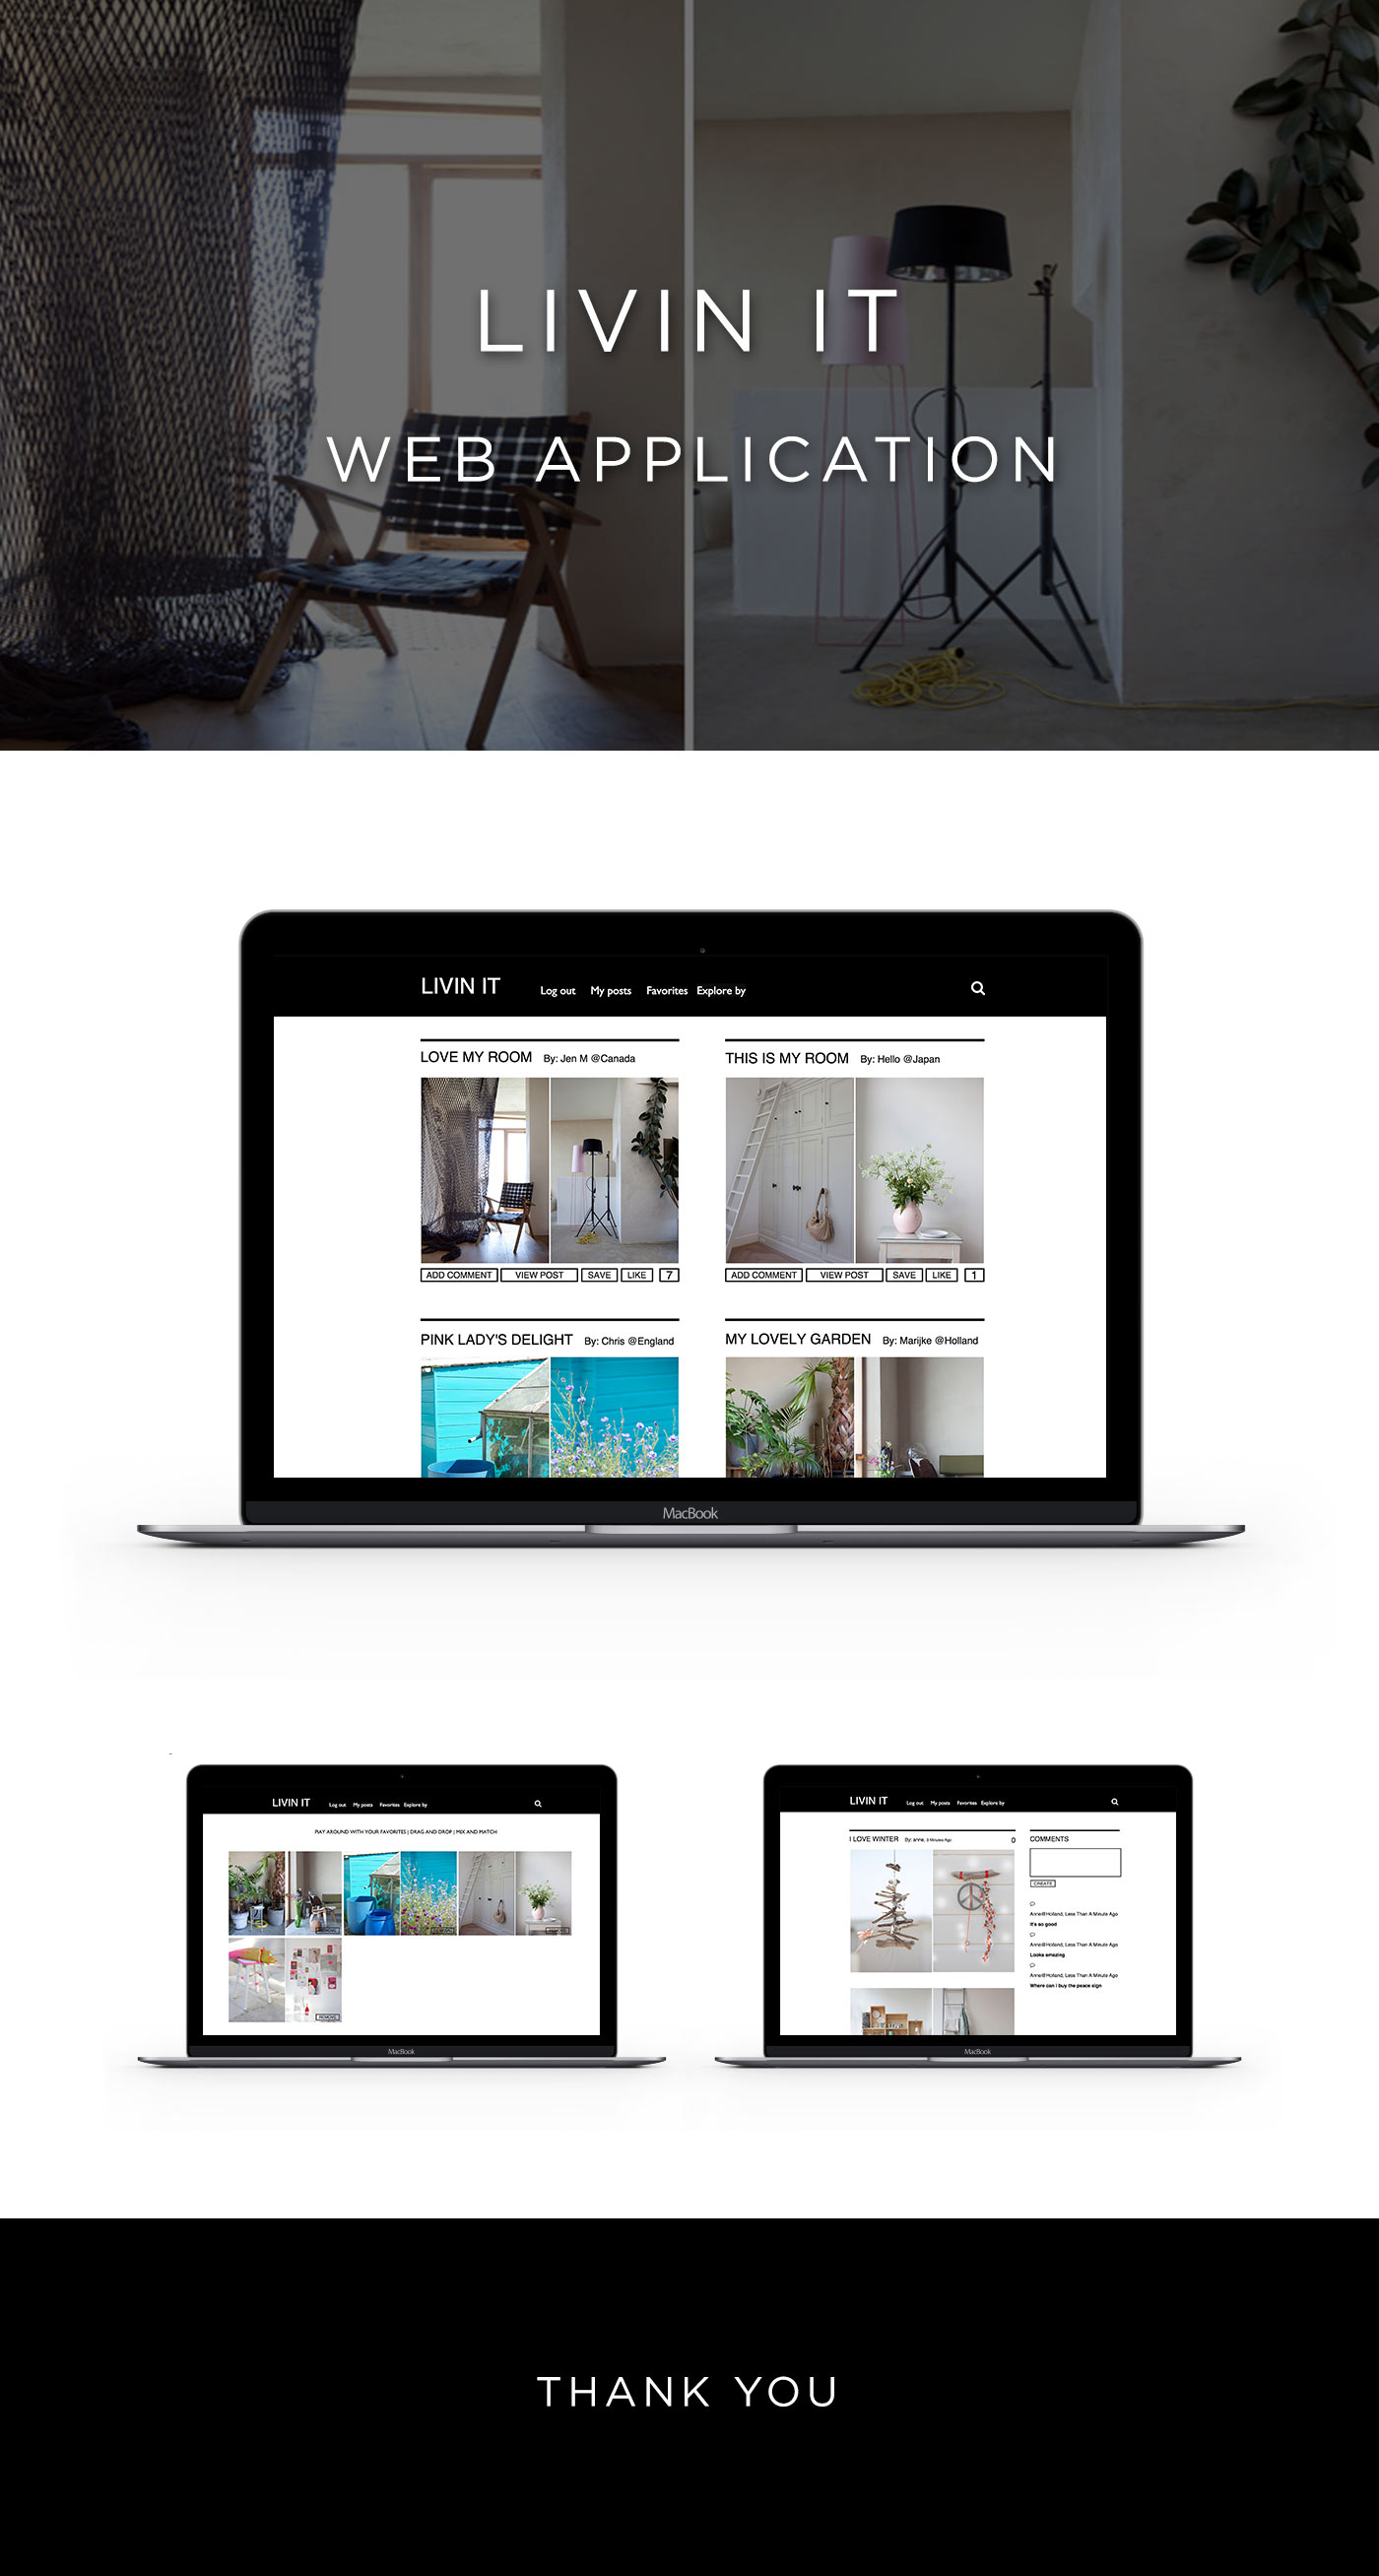 LIVIN IT
WEB APPLICATION
LIVIN IT Log out My posts Favorites Explore by
LOVE MY ROOM By: Jen M @Canada
THIS IS MY ROOM By: Hello @Japan
ADD COMMENT VIEW POST SAVE LIKE 7
ADD COMMENT VIEW POST SAVE LIKE 1
PINK LADY'S DELIGHT By: Chris @England
MY LOVELY GARDEN By: Marijke @Holland
MacBook
LIVIN IT Log out My posts Favorites Explore by
PLAY AROUND WITH YOUR FAVORITES | DRAG AND DROP | MIX AND MATCH
REMOVE
MacBook
LIVIN IT Log out My posts Favorites Explore by
I LOVE WINTER By: anne, 3 Minutes Ago 0
COMMENTS
CREATE
Anne@Holland, Less Than A Minute Ago
It's so good
Anne@Holland, Less Than A Minute Ago
Looks amazing
Anne@Holland, Less Than A Minute Ago
Where can i buy the peace sign
MacBook
THANK YOU